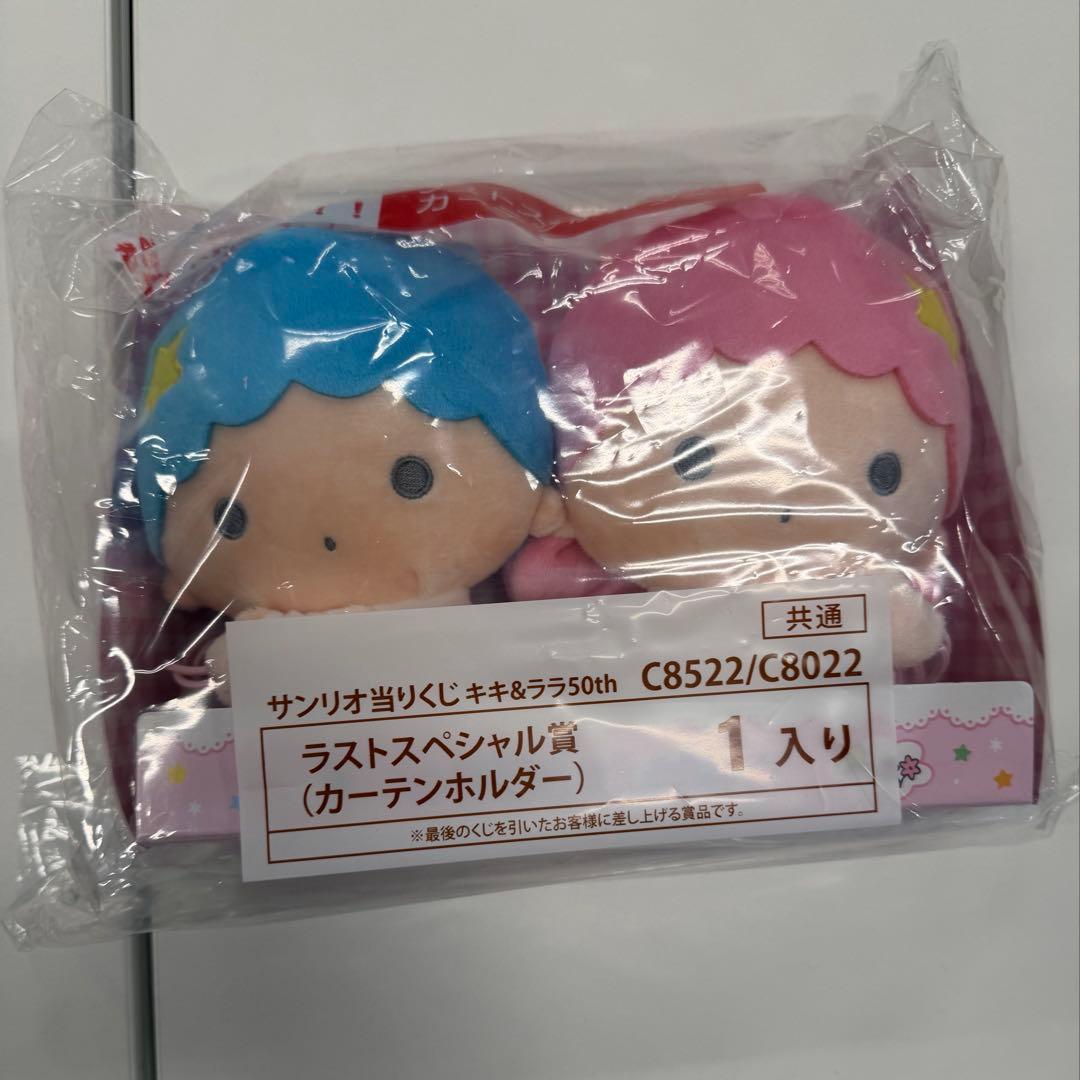 共通
サンリオ当りくじ キキ&ララ50th C8522/C8022
ラストスペシャル賞
(カーテンホルダー)
1 入り
※最後のくじを引いたお客様に差し上げる賞品です。